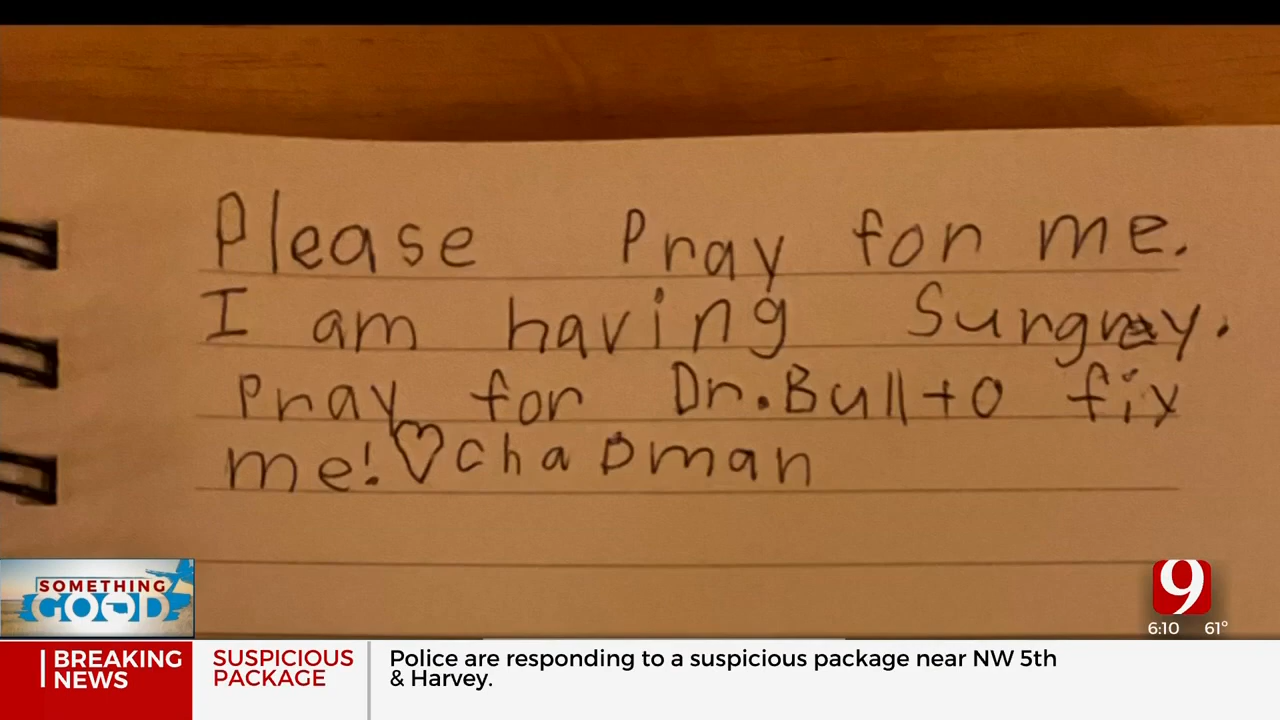 Please Pray for me.
I am having Surgrey.
Pray for Dr. Bull to fix
me! ♡ Chapman
SOMETHING
GOOD
9
6:10 61°
BREAKING
NEWS
SUSPICIOUS
PACKAGE
Police are responding to a suspicious package near NW 5th
& Harvey.